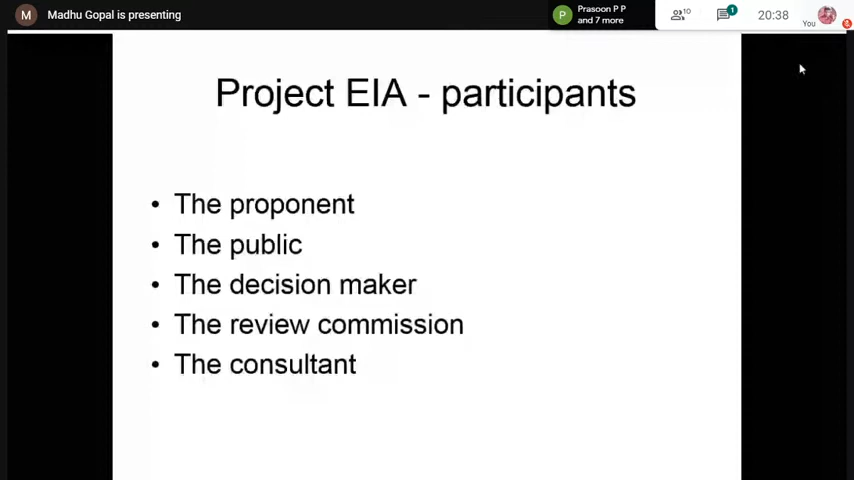 M Madhu Gopal is presenting
P Prasoon P P
and 7 more
10
1
20:38
You
Project EIA - participants
• The proponent
• The public
• The decision maker
• The review commission
• The consultant